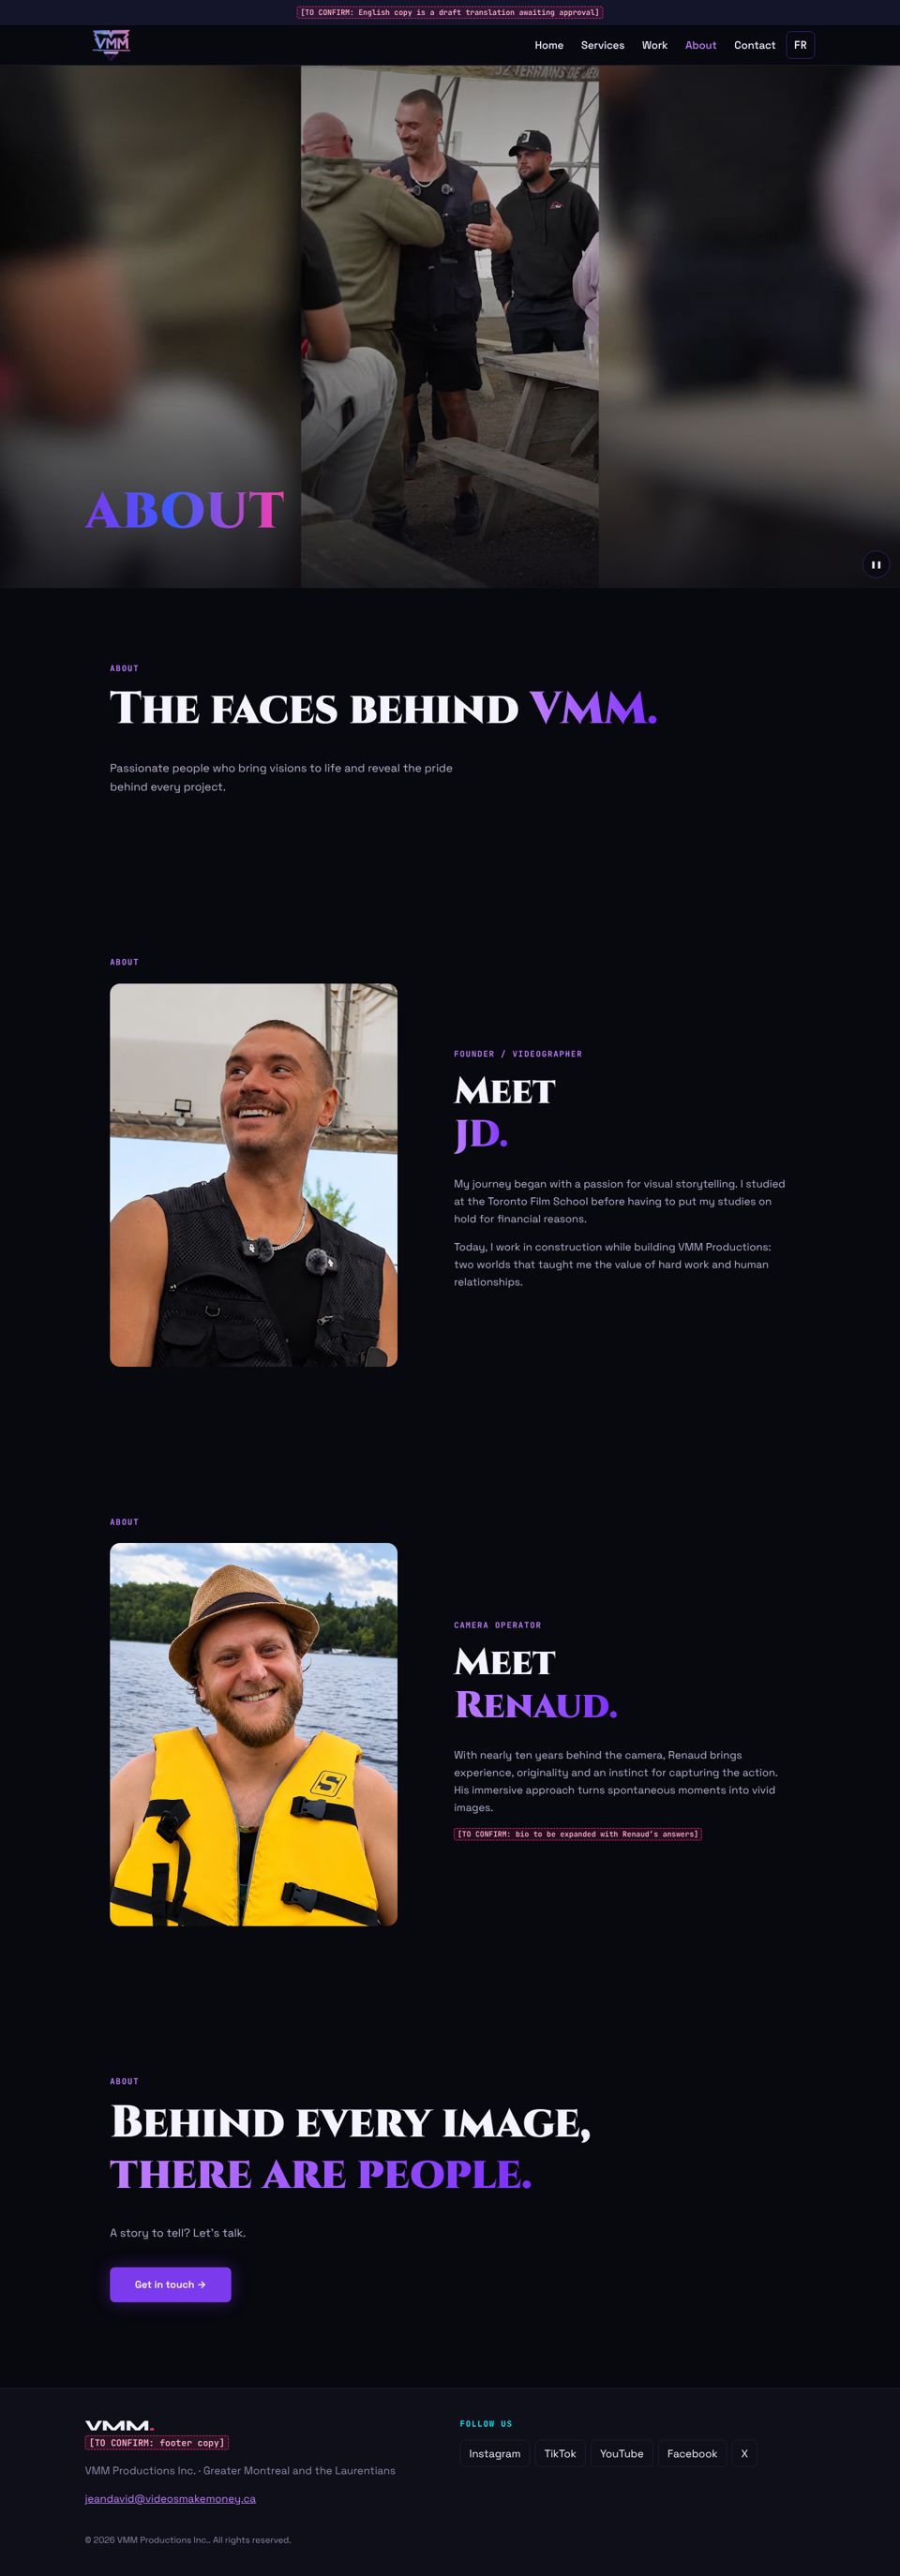 [TO CONFIRM: English copy is a draft translation awaiting approval]
VMM
Home
Services
Work
About
Contact
FR
TERRAINS DE JEU
ABOUT
ABOUT
The faces behind VMM.
Passionate people who bring visions to life and reveal the pride
behind every project.
ABOUT
FOUNDER / VIDEOGRAPHER
Meet
JD.
My journey began with a passion for visual storytelling. I studied
at the Toronto Film School before having to put my studies on
hold for financial reasons.
Today, I work in construction while building VMM Productions:
two worlds that taught me the value of hard work and human
relationships.
ABOUT
S
CAMERA OPERATOR
Meet
Renaud.
With nearly ten years behind the camera, Renaud brings
experience, originality and an instinct for capturing the action.
His immersive approach turns spontaneous moments into vivid
images.
[TO CONFIRM: bio to be expanded with Renaud's answers]
ABOUT
Behind every image,
there are people.
A story to tell? Let's talk.
Get in touch →
VMM.
[TO CONFIRM: footer copy]
VMM Productions Inc. · Greater Montreal and the Laurentians
jeandavid@videosmakemoney.ca
© 2026 VMM Productions Inc.. All rights reserved.
FOLLOW US
Instagram
TikTok
YouTube
Facebook
X